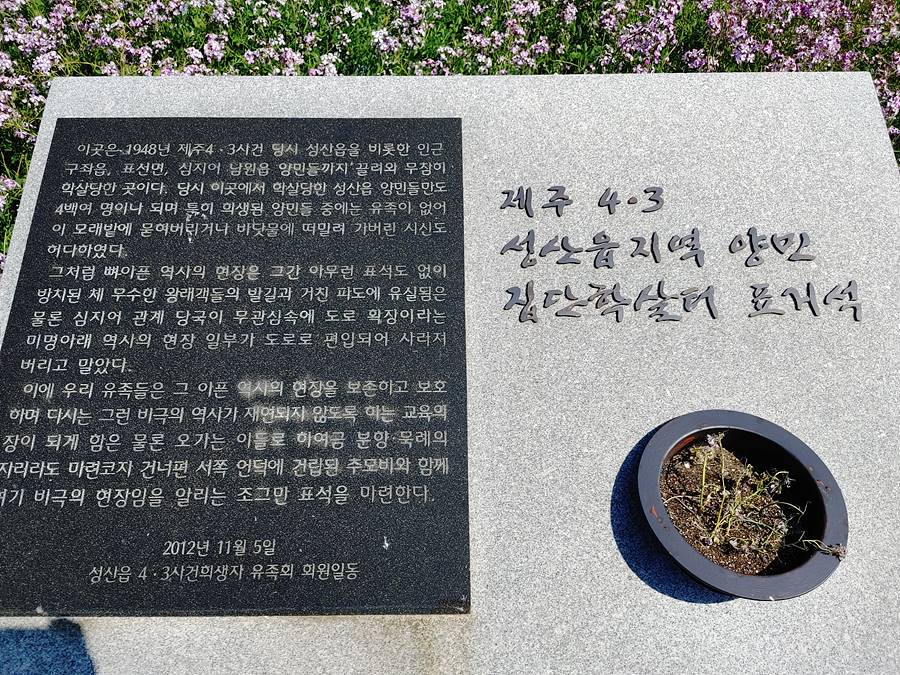 이곳은 1948년 제주4·3사건 당시 성산읍을 비롯한 인근
구좌읍, 표선면, 심지어 남원읍 양민들까지 끌려와 무참히
학살당한 곳이다. 당시 이곳에서 학살당한 성산읍 양민들만도
4백여 명이나 되며 특히 희생된 양민들 중에는 유족이 없어
이 모래밭에 묻혀버리거나 바닷물에 떠밀려 가버린 시신도
허다하였다.
그처럼 뼈아픈 역사의 현장은 그간 아무런 표석도 없이
방치된 체 무수한 왕래객들의 발길과 거친 파도에 유실됨은
물론 심지어 관계 당국이 무관심속에 도로 확장이라는
미명아래 역사의 현장 일부가 도로로 편입되어 사라져
버리고 말았다.
이에 우리 유족들은 그 아픈 역사의 현장을 보존하고 보호
하며 다시는 그런 비극의 역사가 재연되지 않도록 하는 교육의
장이 되게 함은 물론 오가는 이들로 하여금 분향·묵례의
자리라도 마련코자 건너편 서쪽 언덕에 건립된 추모비와 함께
여기 비극의 현장임을 알리는 조그만 표석을 마련한다.
2012년 11월 5일
성산읍 4·3사건희생자 유족회 회원일동
제주 4·3
성산읍지역 양민
집단학살터 표지석